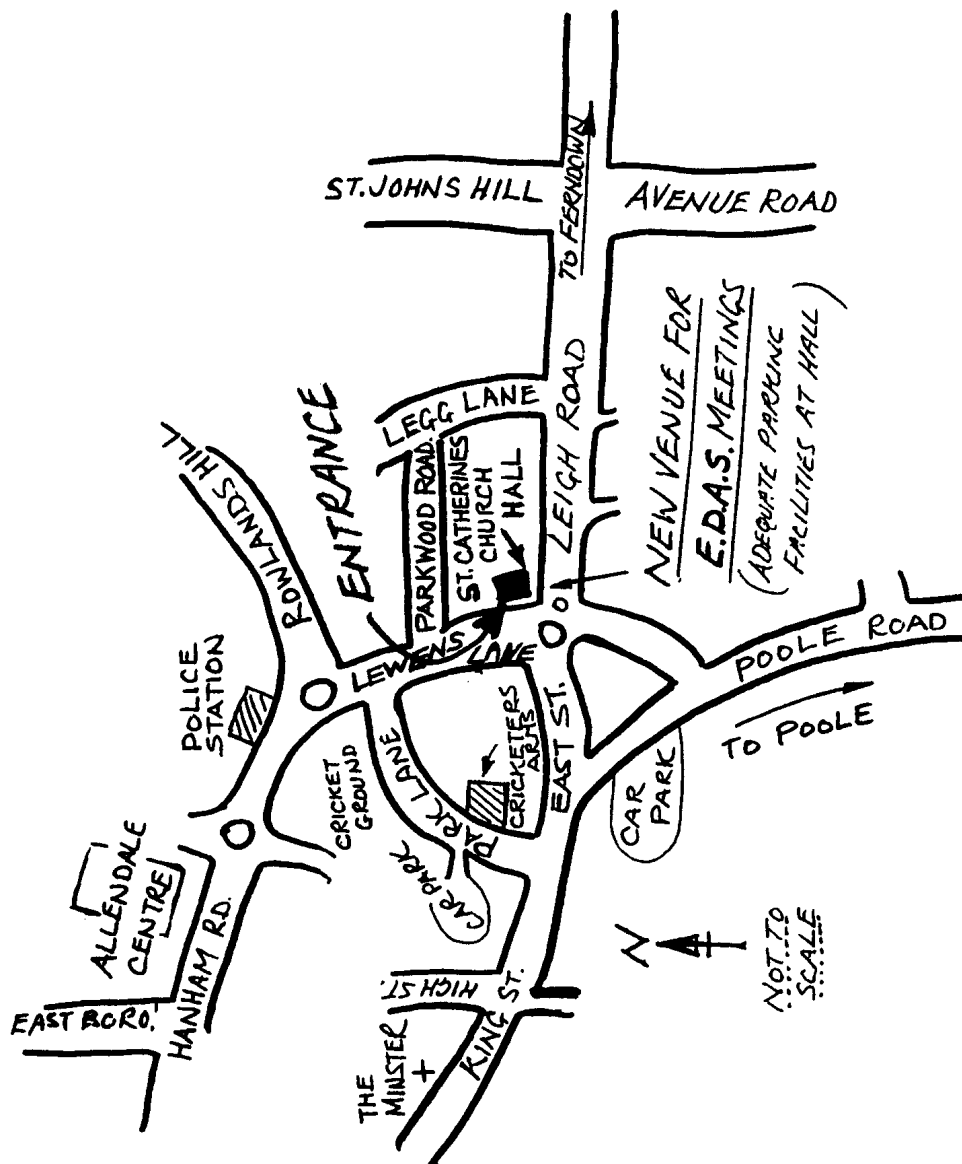 ST. JOHNS HILL
AVENUE ROAD
TO FERNDOWN
LEIGH ROAD
LEGG LANE
PARKWOOD ROAD.
ST. CATHERINES
CHURCH
HALL
ENTRANCE
ROWLANDS HILL
LEWENS
LANE
NEW VENUE FOR
E.D.A.S. MEETINGS
(ADEQUATE PARKING
FACILITIES AT HALL)
POOLE ROAD
TO POOLE
POLICE
STATION
CRICKET
GROUND
PARK LANE
CRICKETERS
ARMS
EAST ST.
CAR
PARK
CAR PARK
ALLENDALE
CENTRE
HANHAM RD.
EAST BORO.
HIGH ST.
KING ST.
THE
MINSTER
N
NOT TO
SCALE